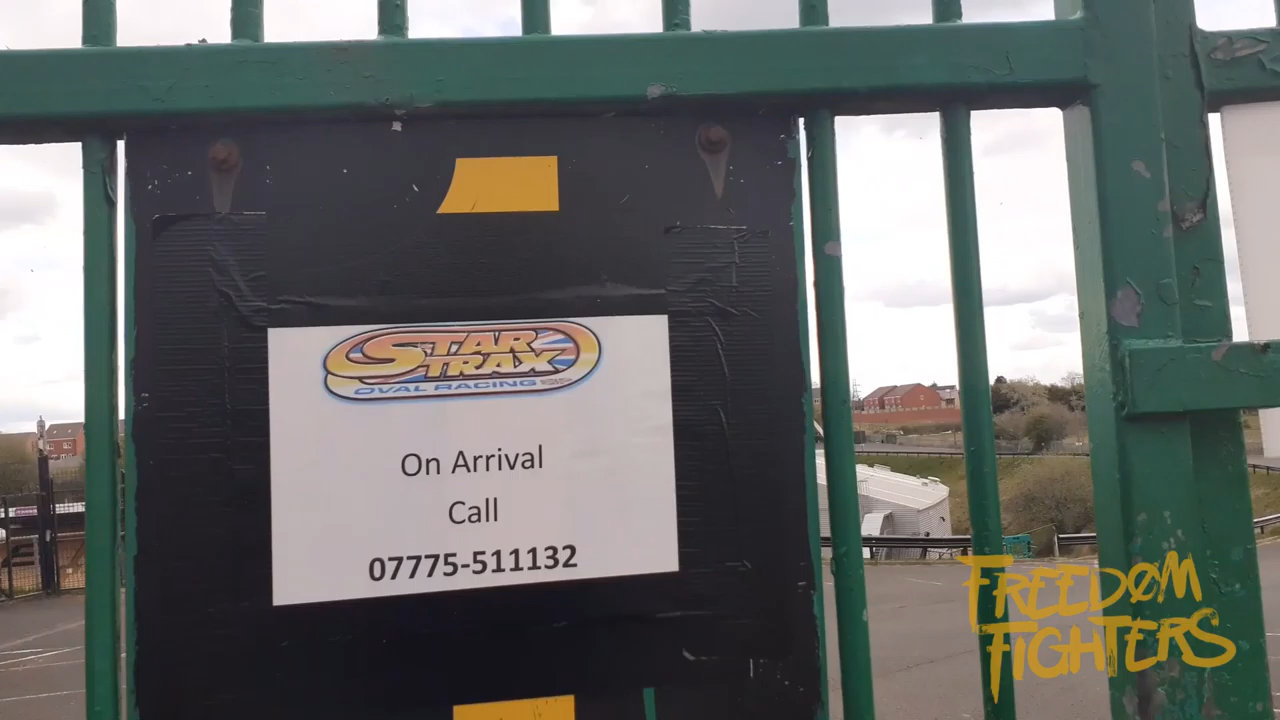 STAR
TRAX
OVAL RACING
On Arrival
Call
07775-511132
FREEDOM
FIGHTERS